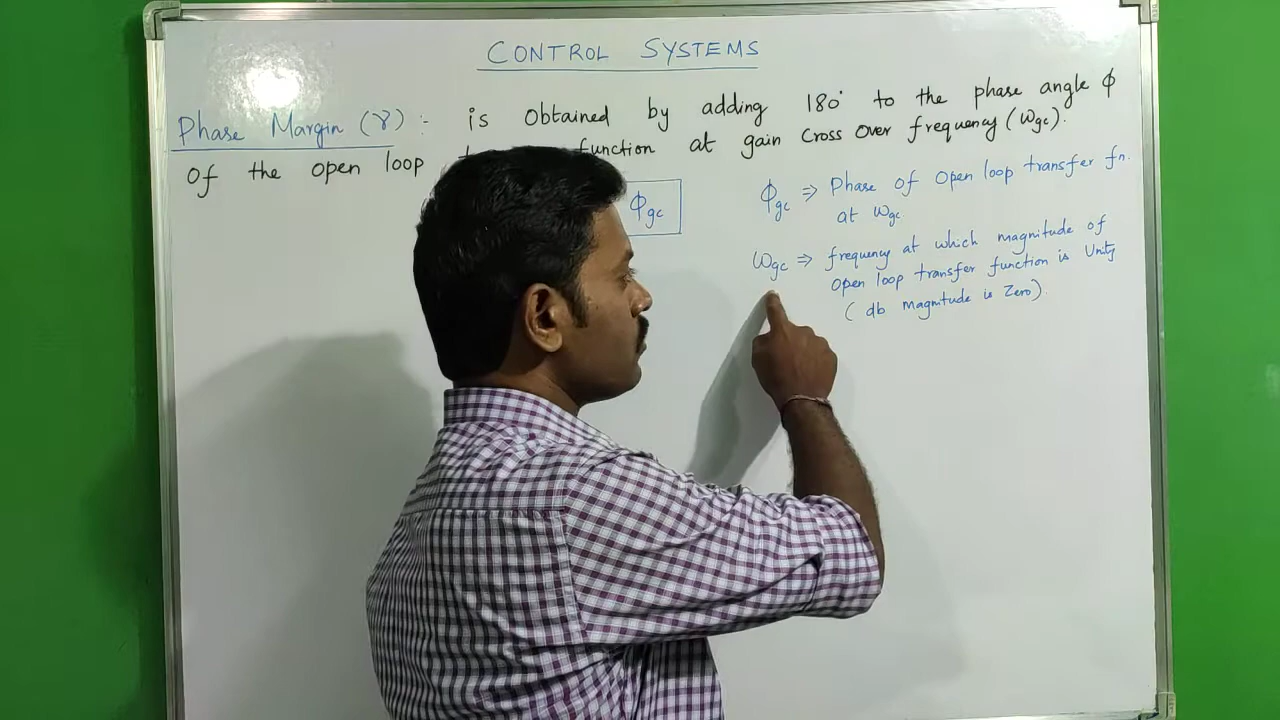 CONTROL SYSTEMS
Phase Margin (γ) :- is obtained by adding 180° to the phase angle ϕ
of the open loop function at gain cross over frequency (ωgc).
ϕgc
ϕgc ⇒ Phase of open loop transfer fn.
at ωgc
ωgc ⇒ frequency at which magnitude of
open loop transfer function is Unity
( db magnitude is Zero).